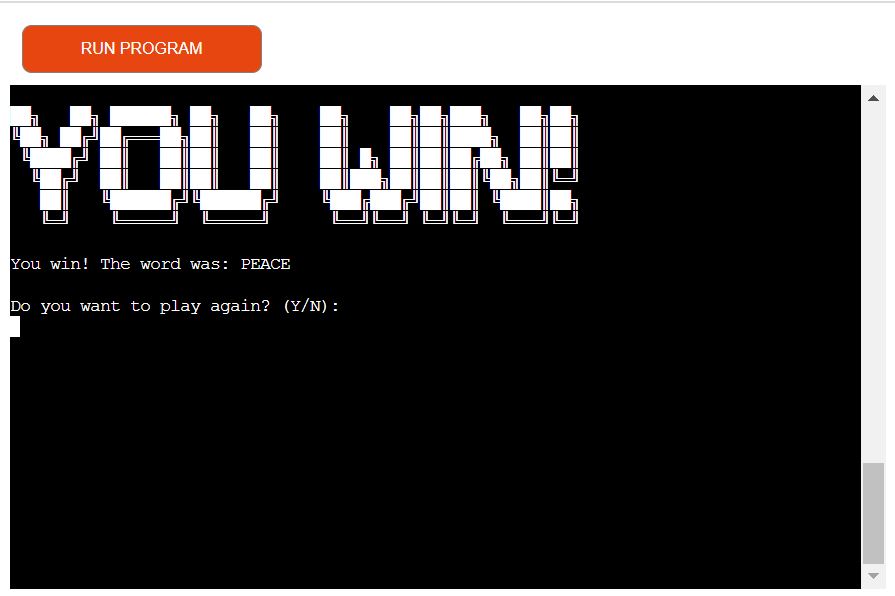 RUN PROGRAM
YOU WIN!
You win! The word was: PEACE
Do you want to play again? (Y/N):